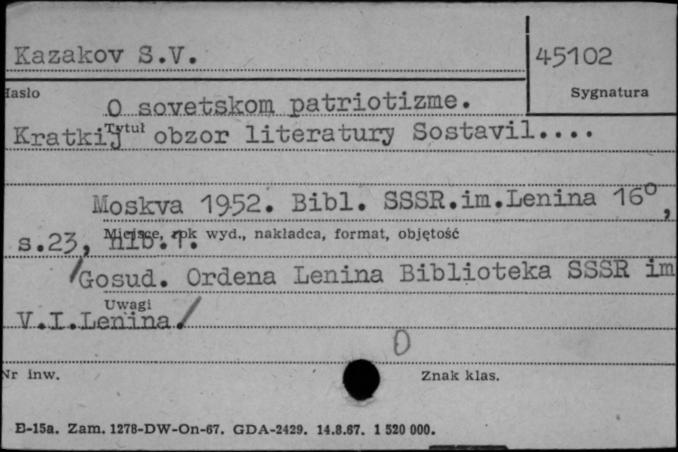 Kazakov S.V.
45102
Hasło
Sygnatura
O sovetskom patriotizme.
Tytuł
Kratkij obzor literatury Sostavil....
Moskva 1952. Bibl. SSSR.im.Lenina 16°,
Miejsce, rok wyd., nakładca, format, objętość
s.23, nlb.1.
/Gosud. Ordena Lenina Biblioteka SSSR im
Uwagi
V.I.Lenina./
0
Nr inw.
Znak klas.
E-15a. Zam. 1278-DW-On-67. GDA-2429. 14.8.67. 1 520 000.